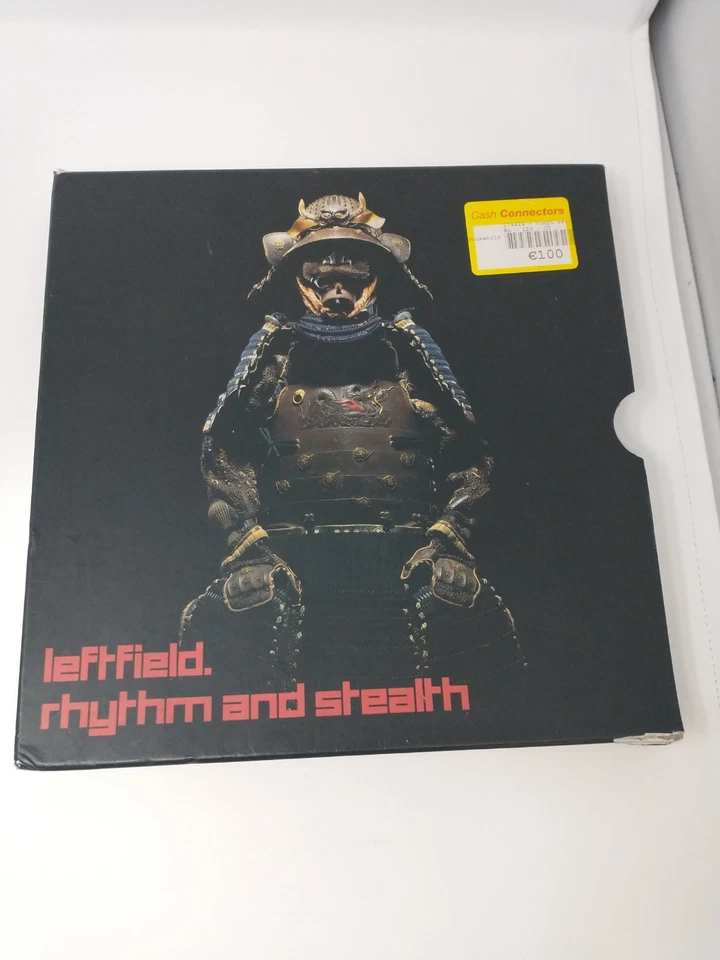 Cash Connectors
€100
leftfield.
rhythm and stealth